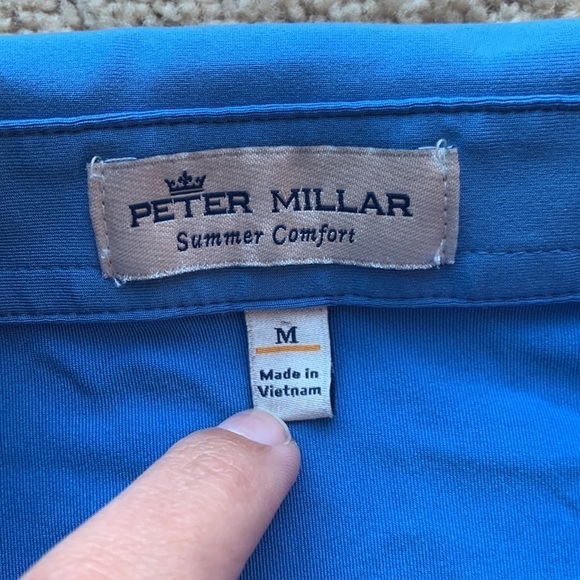 PETER MILLAR
Summer Comfort
M
Made in
Vietnam